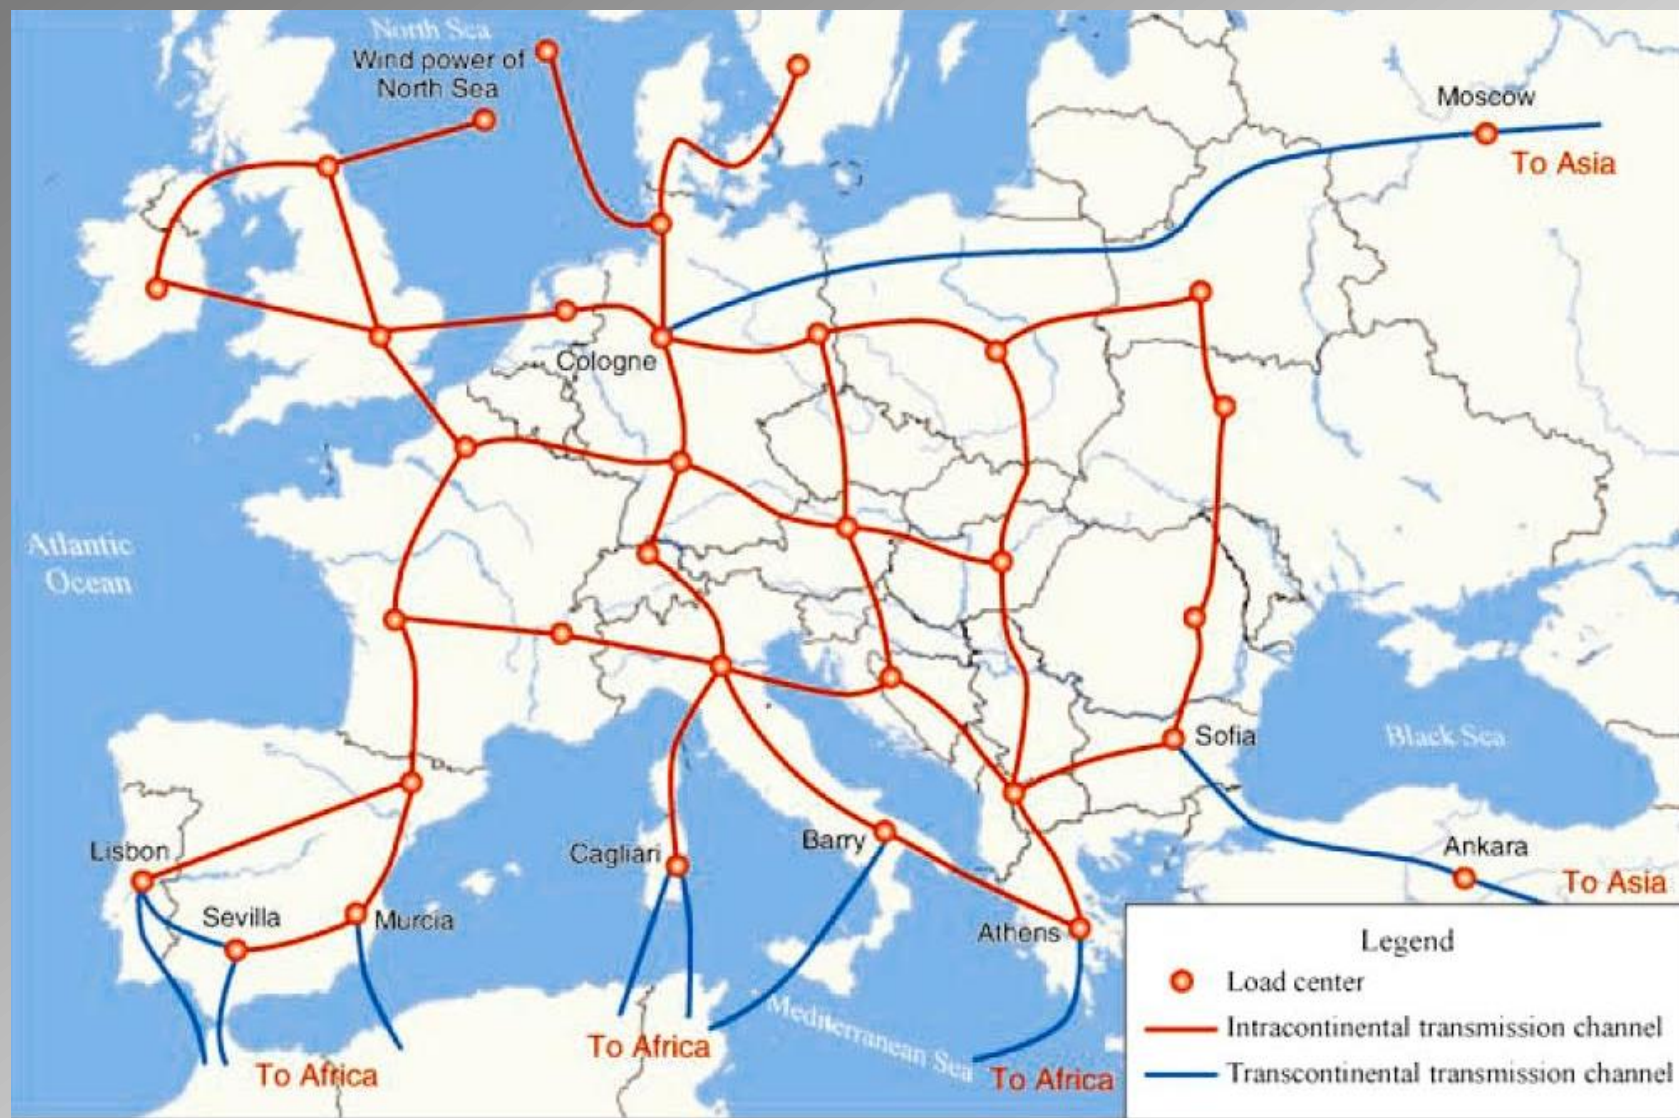 North Sea
Wind power of
North Sea
Moscow
To Asia
Cologne
Atlantic
Ocean
Sofia
Black Sea
Lisbon
Sevilla
Murcia
Cagliari
Barry
Athens
Ankara
To Asia
Mediterranean Sea
To Africa
To Africa
To Africa
Legend
Load center
Intracontinental transmission channel
Transcontinental transmission channel